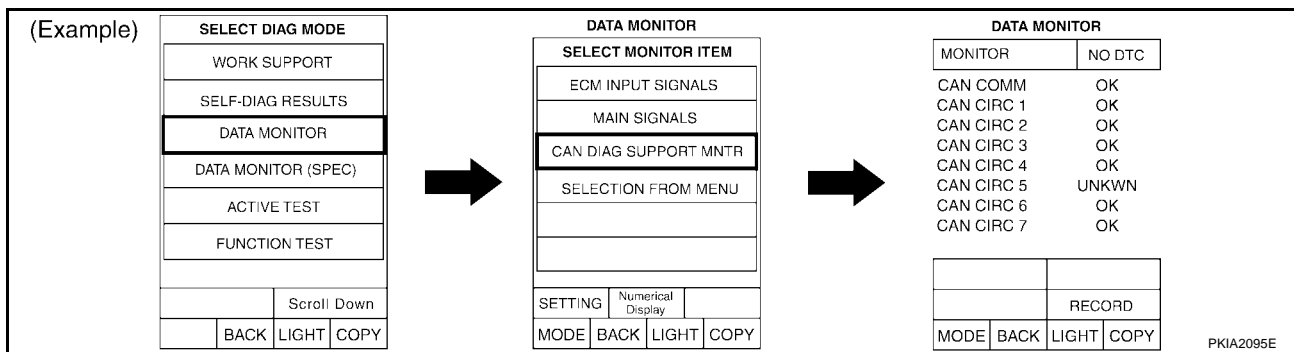 (Example)
SELECT DIAG MODE
WORK SUPPORT
SELF-DIAG RESULTS
DATA MONITOR
DATA MONITOR (SPEC)
ACTIVE TEST
FUNCTION TEST
Scroll Down
BACK LIGHT COPY
DATA MONITOR
SELECT MONITOR ITEM
ECM INPUT SIGNALS
MAIN SIGNALS
CAN DIAG SUPPORT MNTR
SELECTION FROM MENU
SETTING Numerical
Display
MODE BACK LIGHT COPY
DATA MONITOR
MONITOR NO DTC
CAN COMM OK
CAN CIRC 1 OK
CAN CIRC 2 OK
CAN CIRC 3 OK
CAN CIRC 4 OK
CAN CIRC 5 UNKWN
CAN CIRC 6 OK
CAN CIRC 7 OK
RECORD
MODE BACK LIGHT COPY
PKIA2095E